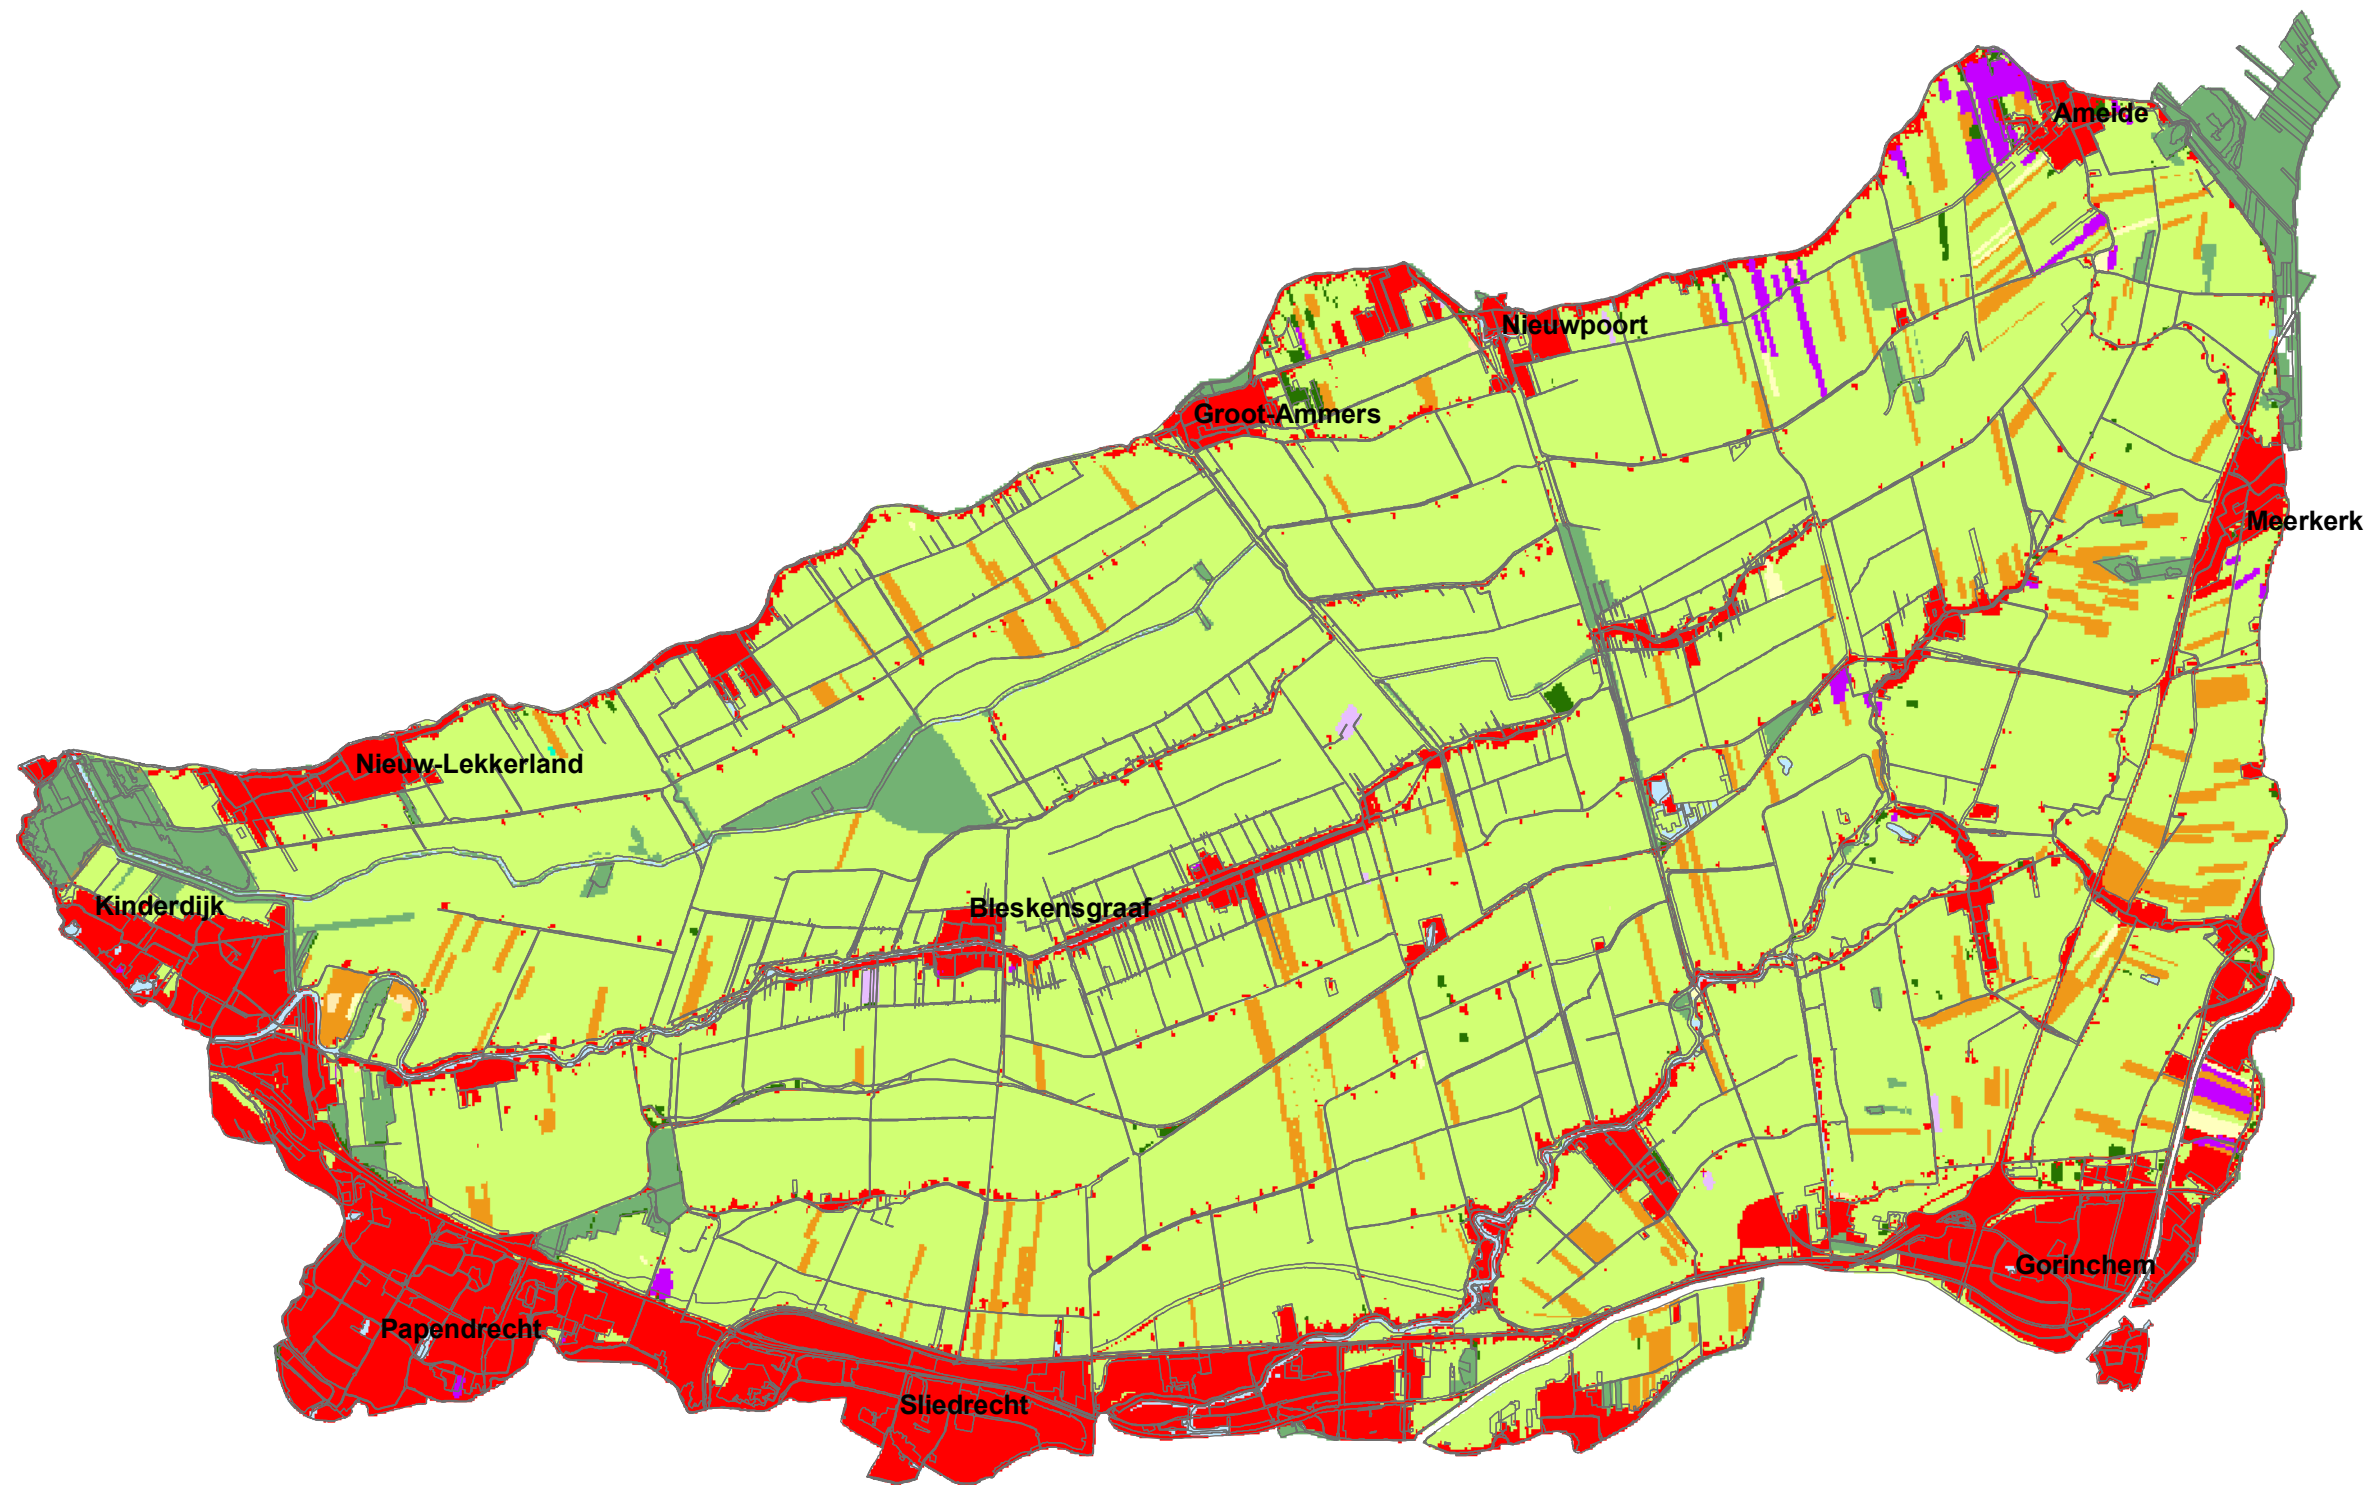 Ameide
Nieuwpoort
Groot-Ammers
Meerkerk
Nieuw-Lekkerland
Kinderdijk
Bleskensgraaf
Gorinchem
Papendrecht
Sliedrecht